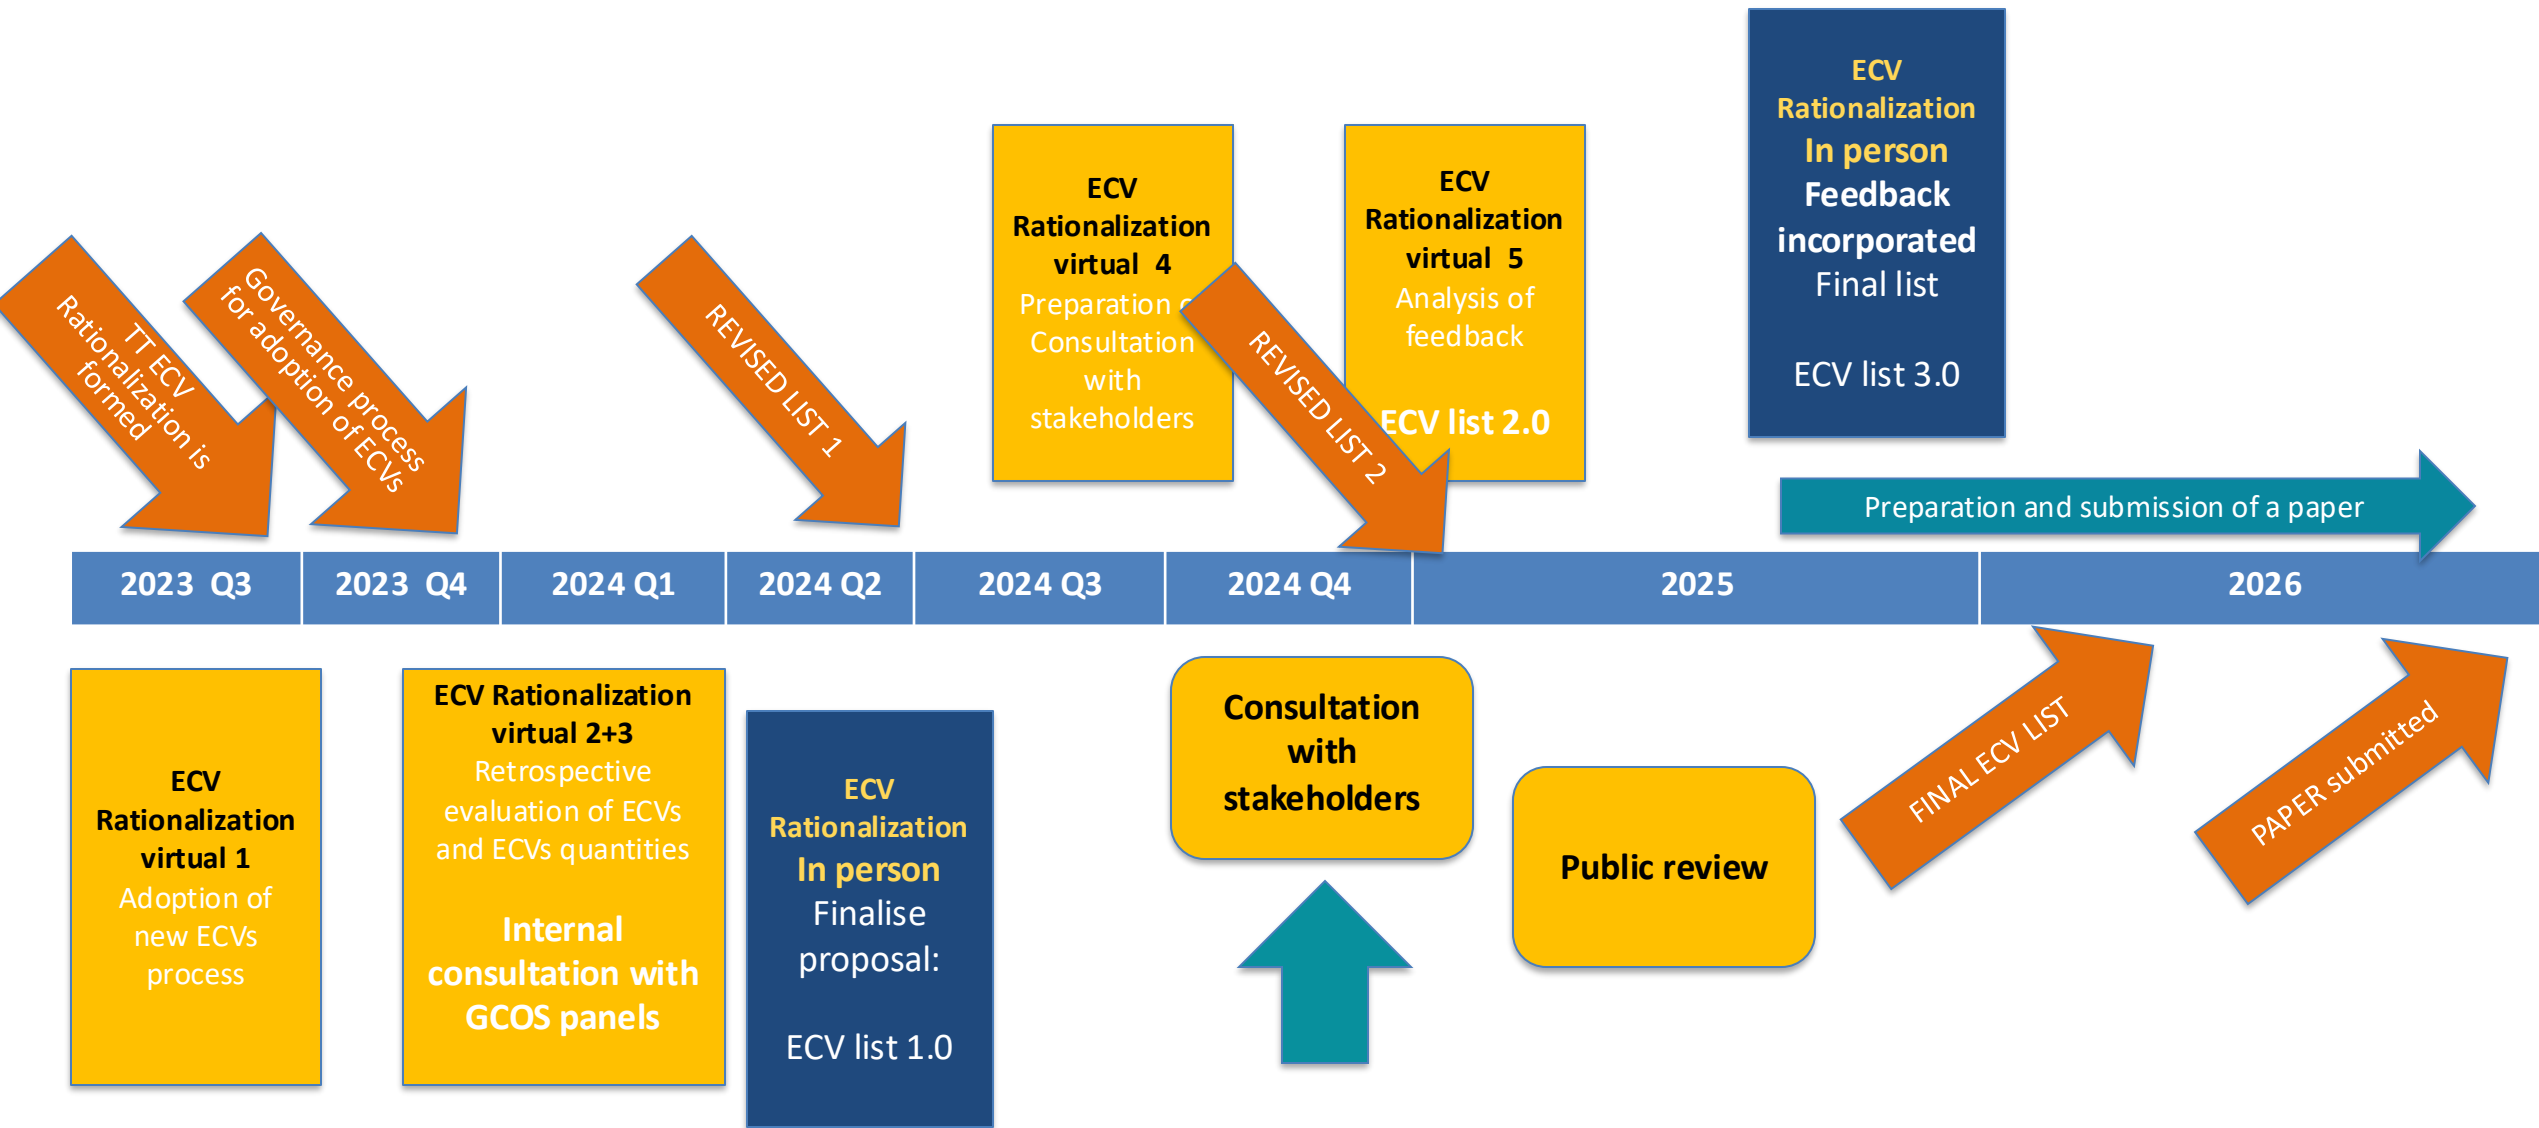 TT ECV
Rationalization is
formed
Governance process
for adoption of ECVs
REVISED LIST 1
ECV
Rationalization
virtual 4
Preparation
Consultation
with
stakeholders
REVISED LIST 2
ECV
Rationalization
virtual 5
Analysis of
feedback
ECV list 2.0
ECV
Rationalization
In person
Feedback
incorporated
Final list
ECV list 3.0
Preparation and submission of a paper
2023 Q3
2023 Q4
2024 Q1
2024 Q2
2024 Q3
2024 Q4
2025
2026
ECV
Rationalization
virtual 1
Adoption of
new ECVs
process
ECV Rationalization
virtual 2+3
Retrospective
evaluation of ECVs
and ECVs quantities
Internal
consultation with
GCOS panels
ECV
Rationalization
In person
Finalise
proposal:
ECV list 1.0
Consultation
with
stakeholders
Public review
FINAL ECV LIST
PAPER submitted